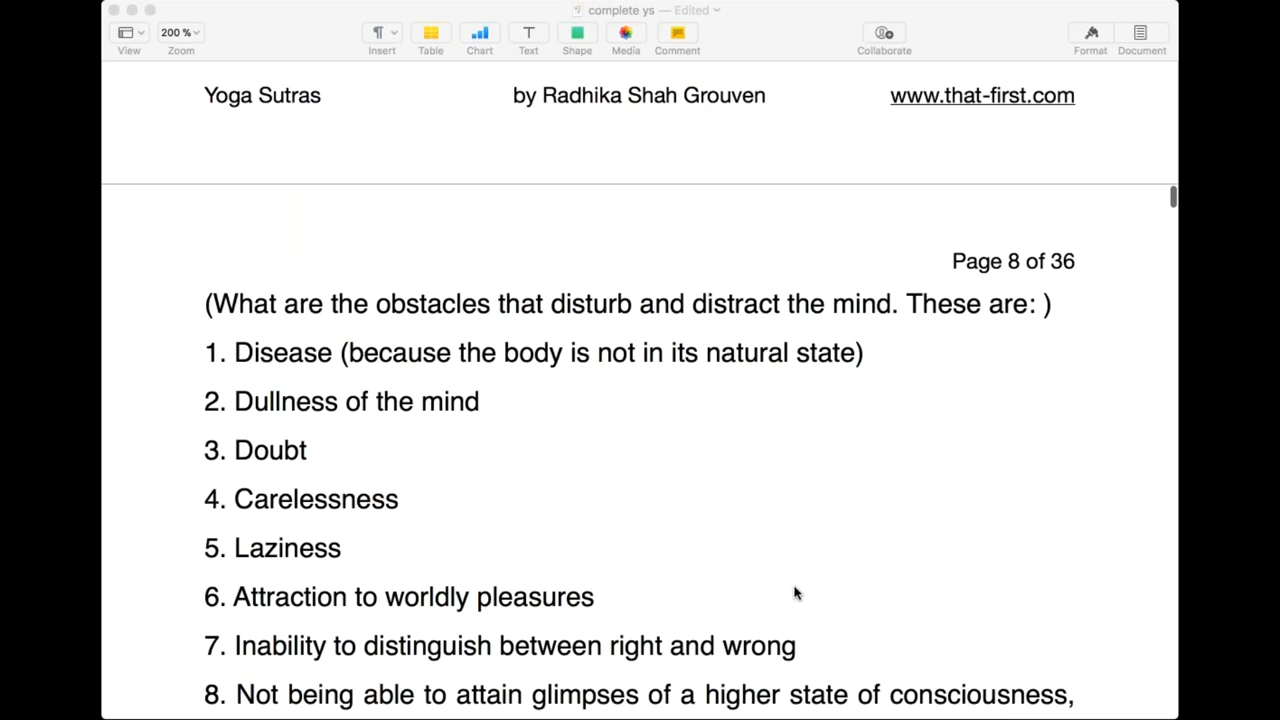 complete ys — Edited
View
200 %
Zoom
Insert
Table
Chart
Text
Shape
Media
Comment
Collaborate
Format
Document
Yoga Sutras by Radhika Shah Grouven www.that-first.com
Page 8 of 36
(What are the obstacles that disturb and distract the mind. These are: )
1. Disease (because the body is not in its natural state)
2. Dullness of the mind
3. Doubt
4. Carelessness
5. Laziness
6. Attraction to worldly pleasures
7. Inability to distinguish between right and wrong
8. Not being able to attain glimpses of a higher state of consciousness,